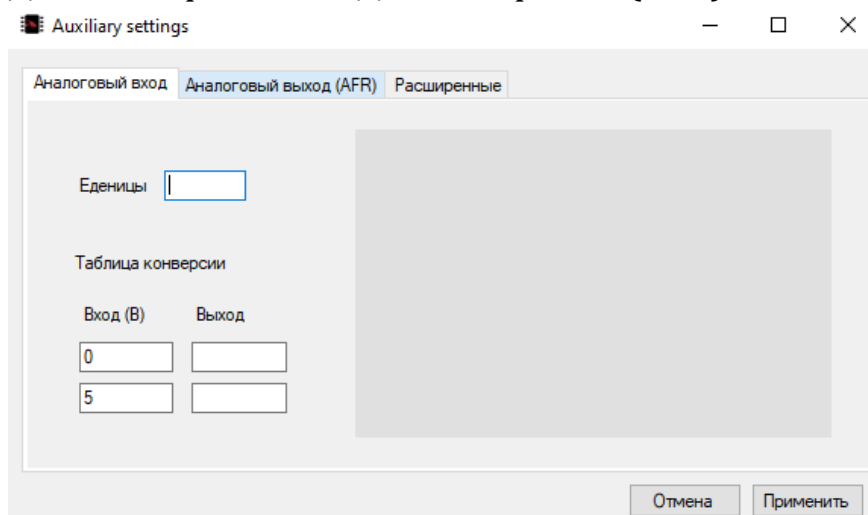 Auxiliary settings
Аналоговый вход Аналоговый выход (AFR) Расширенные
Еденицы
Таблица конверсии
Вход (В) Выход
0
5
Отмена Применить